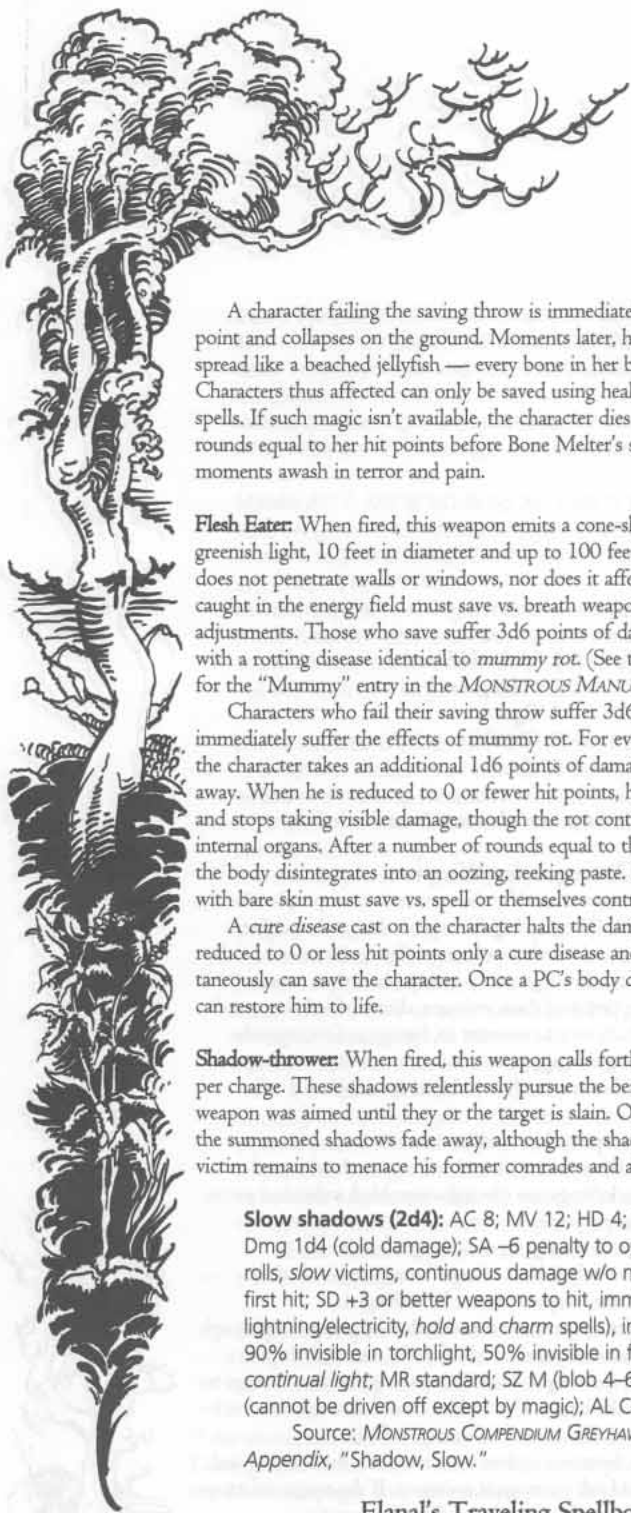 A character failing the saving throw is immediate
point and collapses on the ground. Moments later, h
spread like a beached jellyfish — every bone in her b
Characters thus affected can only be saved using heal
spells. If such magic isn't available, the character dies
rounds equal to her hit points before Bone Melter's s
moments awash in terror and pain.
Flesh Eater: When fired, this weapon emits a cone-sl
greenish light, 10 feet in diameter and up to 100 fee
does not penetrate walls or windows, nor does it affe
caught in the energy field must save vs. breath weapo
adjustments. Those who save suffer 3d6 points of da
with a rotting disease identical to mummy rot. (See t
for the "Mummy" entry in the MONSTROUS MANU
Characters who fail their saving throw suffer 3d6
immediately suffer the effects of mummy rot. For ev
the character takes an additional 1d6 points of dama
away. When he is reduced to 0 or fewer hit points, h
and stops taking visible damage, though the rot cont
internal organs. After a number of rounds equal to th
the body disintegrates into an oozing, reeking paste.
with bare skin must save vs. spell or themselves contr
A cure disease cast on the character halts the dam
reduced to 0 or less hit points only a cure disease and
taneously can save the character. Once a PC's body d
can restore him to life.
Shadow-thrower: When fired, this weapon calls forth
per charge. These shadows relentlessly pursue the bei
weapon was aimed until they or the target is slain. O
the summoned shadows fade away, although the shad
victim remains to menace his former comrades and a
Slow shadows (2d4): AC 8; MV 12; HD 4;
Dmg 1d4 (cold damage); SA –6 penalty to o
rolls, slow victims, continuous damage w/o n
first hit; SD +3 or better weapons to hit, imm
lightning/electricity, hold and charm spells), in
90% invisible in torchlight, 50% invisible in f
continual light; MR standard; SZ M (blob 4–6
(cannot be driven off except by magic); AL C
Source: MONSTROUS COMPENDIUM GREYHAW
Appendix, "Shadow, Slow."
Flanal's Traveling Spellbo